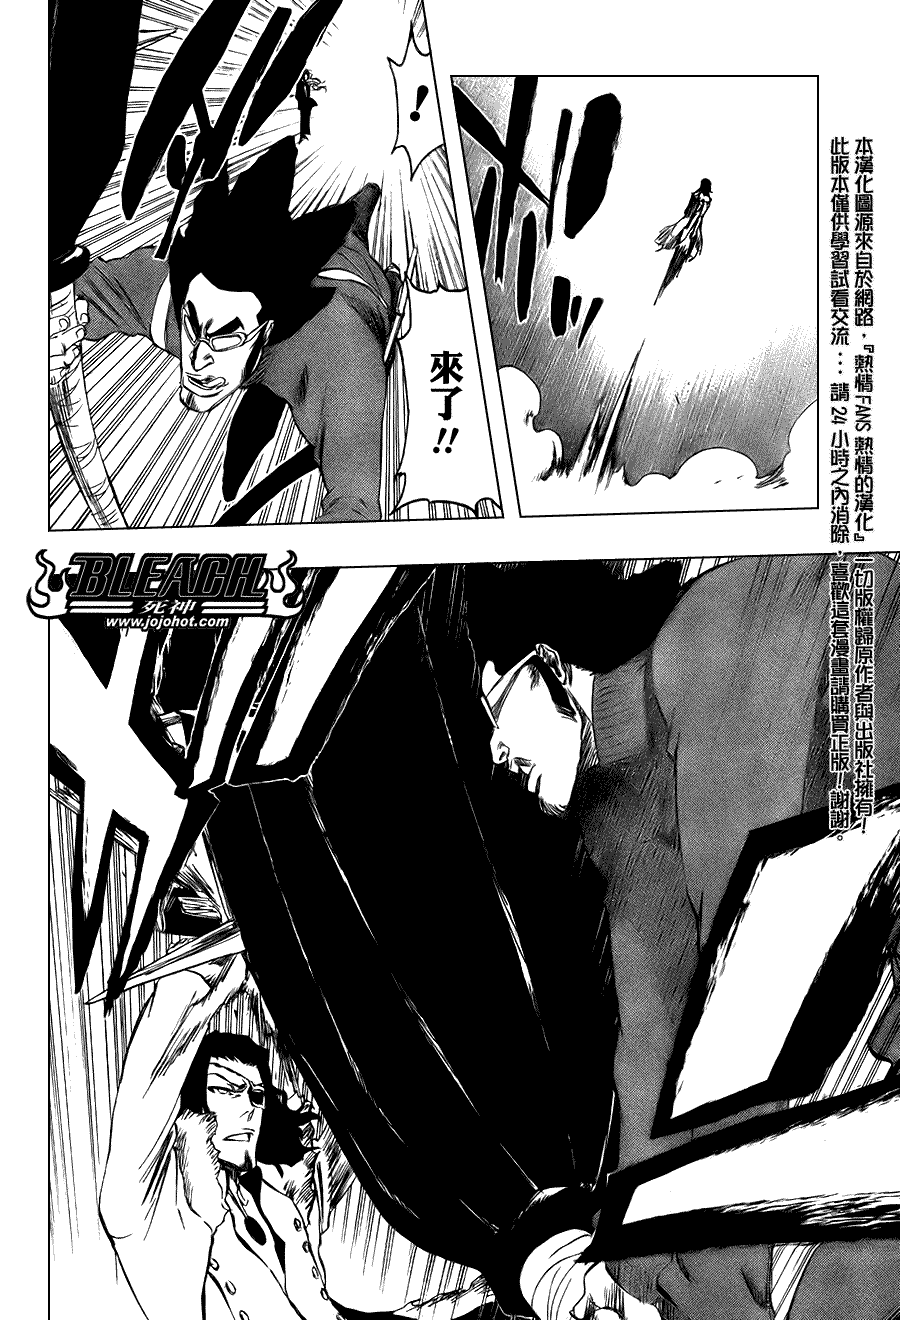 !
來了!!
本漢化圖源來自於網路，『熱情FANS熱情的漢化』一切版權歸原作者與出版社擁有！
此版本僅供學習試看交流...請24小時之內消除，喜歡這套漫畫請購買正版！謝謝。
BLEACH
死神
www.jojohot.com